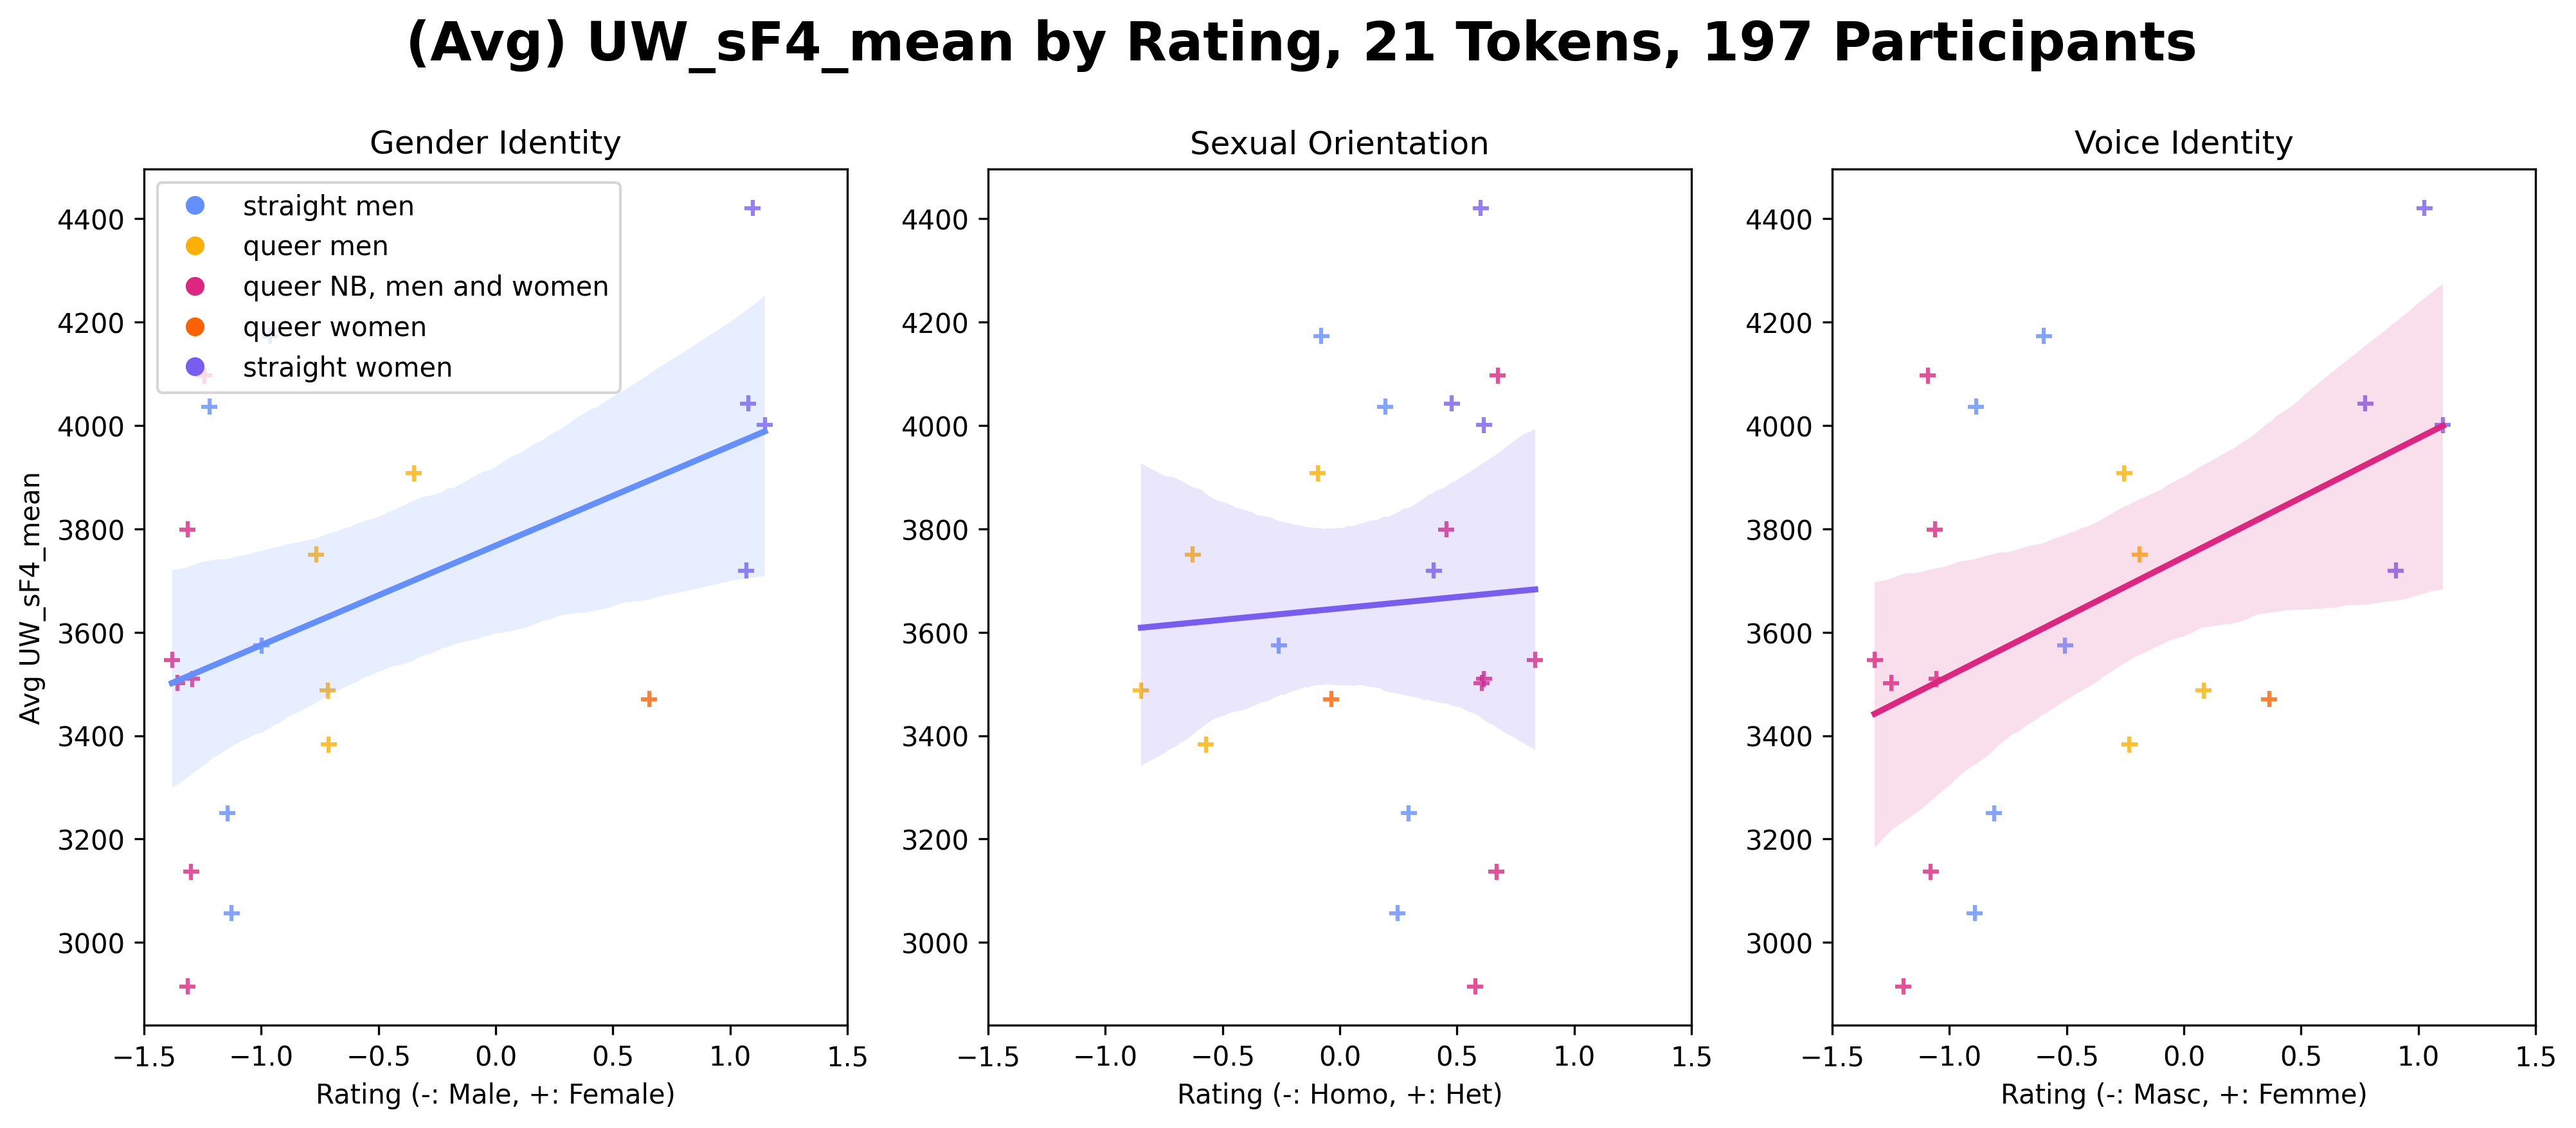 (Avg) UW_sF4_mean by Rating, 21 Tokens, 197 Participants
Gender Identity
straight men
queer men
queer NB, men and women
queer women
straight women
4400
4200
4000
3800
3600
3400
3200
3000
Avg UW_sF4_mean
−1.5 −1.0 −0.5 0.0 0.5 1.0 1.5
Rating (-: Male, +: Female)
Sexual Orientation
4400
4200
4000
3800
3600
3400
3200
3000
−1.5 −1.0 −0.5 0.0 0.5 1.0 1.5
Rating (-: Homo, +: Het)
Voice Identity
4400
4200
4000
3800
3600
3400
3200
3000
−1.5 −1.0 −0.5 0.0 0.5 1.0 1.5
Rating (-: Masc, +: Femme)